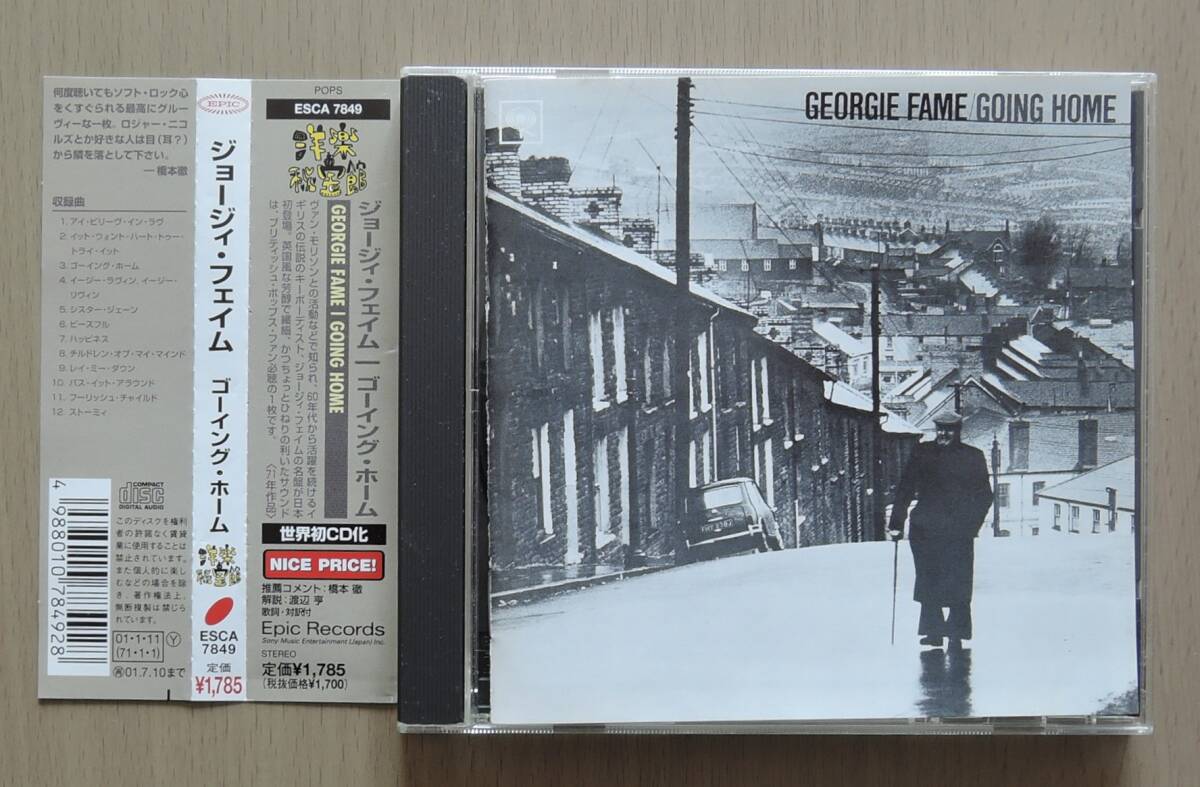 何度聴いてもソフト・ロック心
をくすぐられる最高にグルー
ヴィーな一枚。ロジャー・ニコ
ルズとか好きな人は目(耳?)
から鱗を落として下さい。
―橋本徹
収録曲
1. アイ・ビリーヴ・イン・ラヴ
2. イット・ウォント・ハート・トゥー・
トライ・イット
3. ゴーイング・ホーム
4. イージー・ラヴィン、イージー・
リヴィン
5. シスター・ジェーン
6. ピースフル
7. ハッピネス
8. チルドレン・オブ・マイ・マインド
9. レイ・ミー・ダウン
10. バス・イット・アラウンド
11. フーリッシュ・チャイルド
12. ストーミィ
4988010784928
COMPACT
disc
DIGITAL AUDIO
このディスクを権利
者の許諾なく賃貸
業に使用することは
禁止されています。
また個人的に楽し
むなどの場合を除
き、著作権法上、
無断複製は禁じら
れています。
01・1・11
(71・1・1)
Y
再01.7.10まで
EPIC
ジョージィ・フェイム ゴーイング・ホーム
洋楽
秘宝館
ESCA
7849
定価
¥1,785
POPS
ESCA 7849
洋楽
秘宝館
ジョージィ・フェイム | ゴーイング・ホーム
GEORGIE FAME | GOING HOME
ヴァン・モリソンとの活動などで知られ、60年代から活躍を続けるイ
ギリスの伝説のキーボーディスト、ジョージィ・フェイムの名盤が日本
初登場。英国風な芳醇で繊細、かつちょっとひねりの利いたサウンド
は、ブリティッシュ・ポップス・ファン必聴の1枚です。
〈71年作品〉
世界初CD化
NICE PRICE!
推薦コメント:橋本 徹
解説:渡辺 亨
歌詞・対訳付
Epic Records
Sony Music Entertainment (Japan) Inc.
STEREO
定価¥1,785
(税抜価格¥1,700)
GEORGIE FAME/GOING HOME